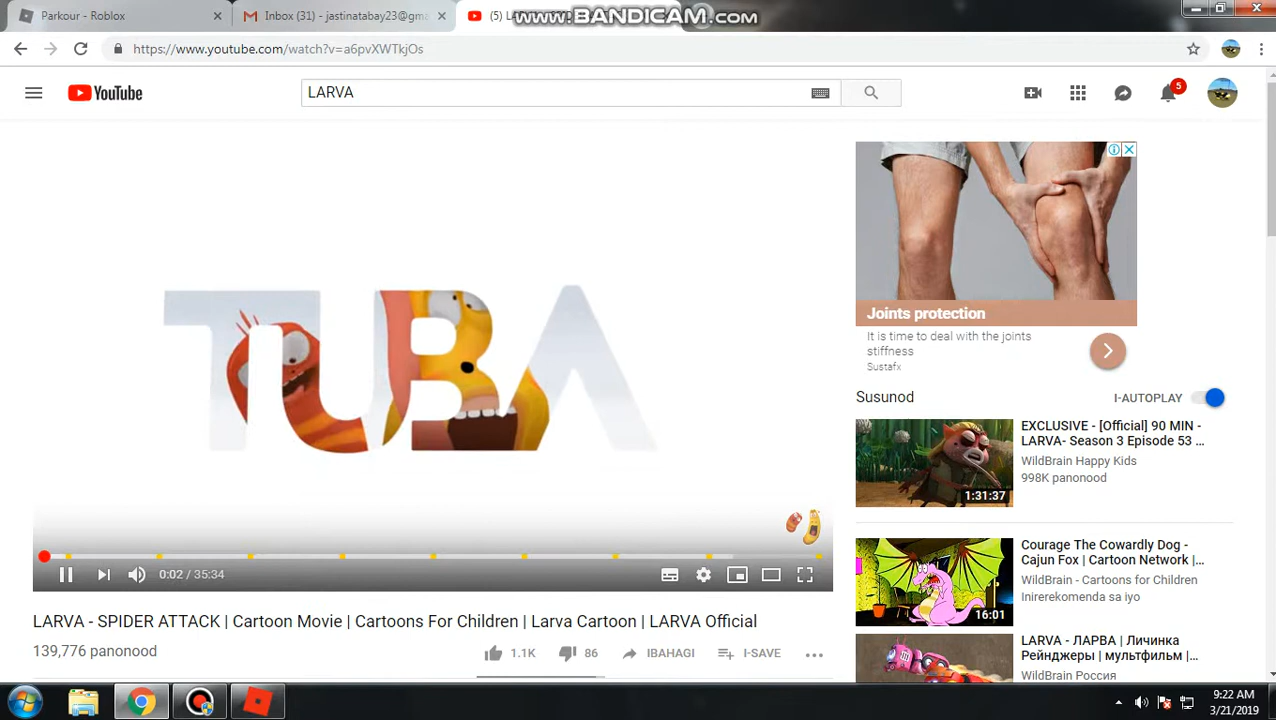 Parkour - Roblox
Inbox (31) - jastinatabay23@gma
www.BANDICAM.com
https://www.youtube.com/watch?v=a6pvXWTkjOs
YouTube
LARVA
5
TUBA
Joints protection
It is time to deal with the joints
stiffness
Sustafx
Susunod
I-AUTOPLAY
EXCLUSIVE - [Official] 90 MIN -
LARVA- Season 3 Episode 53 ...
WildBrain Happy Kids
998K panonood
1:31:37
Courage The Cowardly Dog -
Cajun Fox | Cartoon Network |...
WildBrain - Cartoons for Children
Inirerekomenda sa iyo
16:01
LARVA - ЛАРВА | Личинка
Рейнджеры | мультфильм |...
WildBrain Россия
0:02 / 35:34
LARVA - SPIDER ATTACK | Cartoon Movie | Cartoons For Children | Larva Cartoon | LARVA Official
139,776 panonood
1.1K
86
IBAHAGI
I-SAVE
9:22 AM
3/21/2019